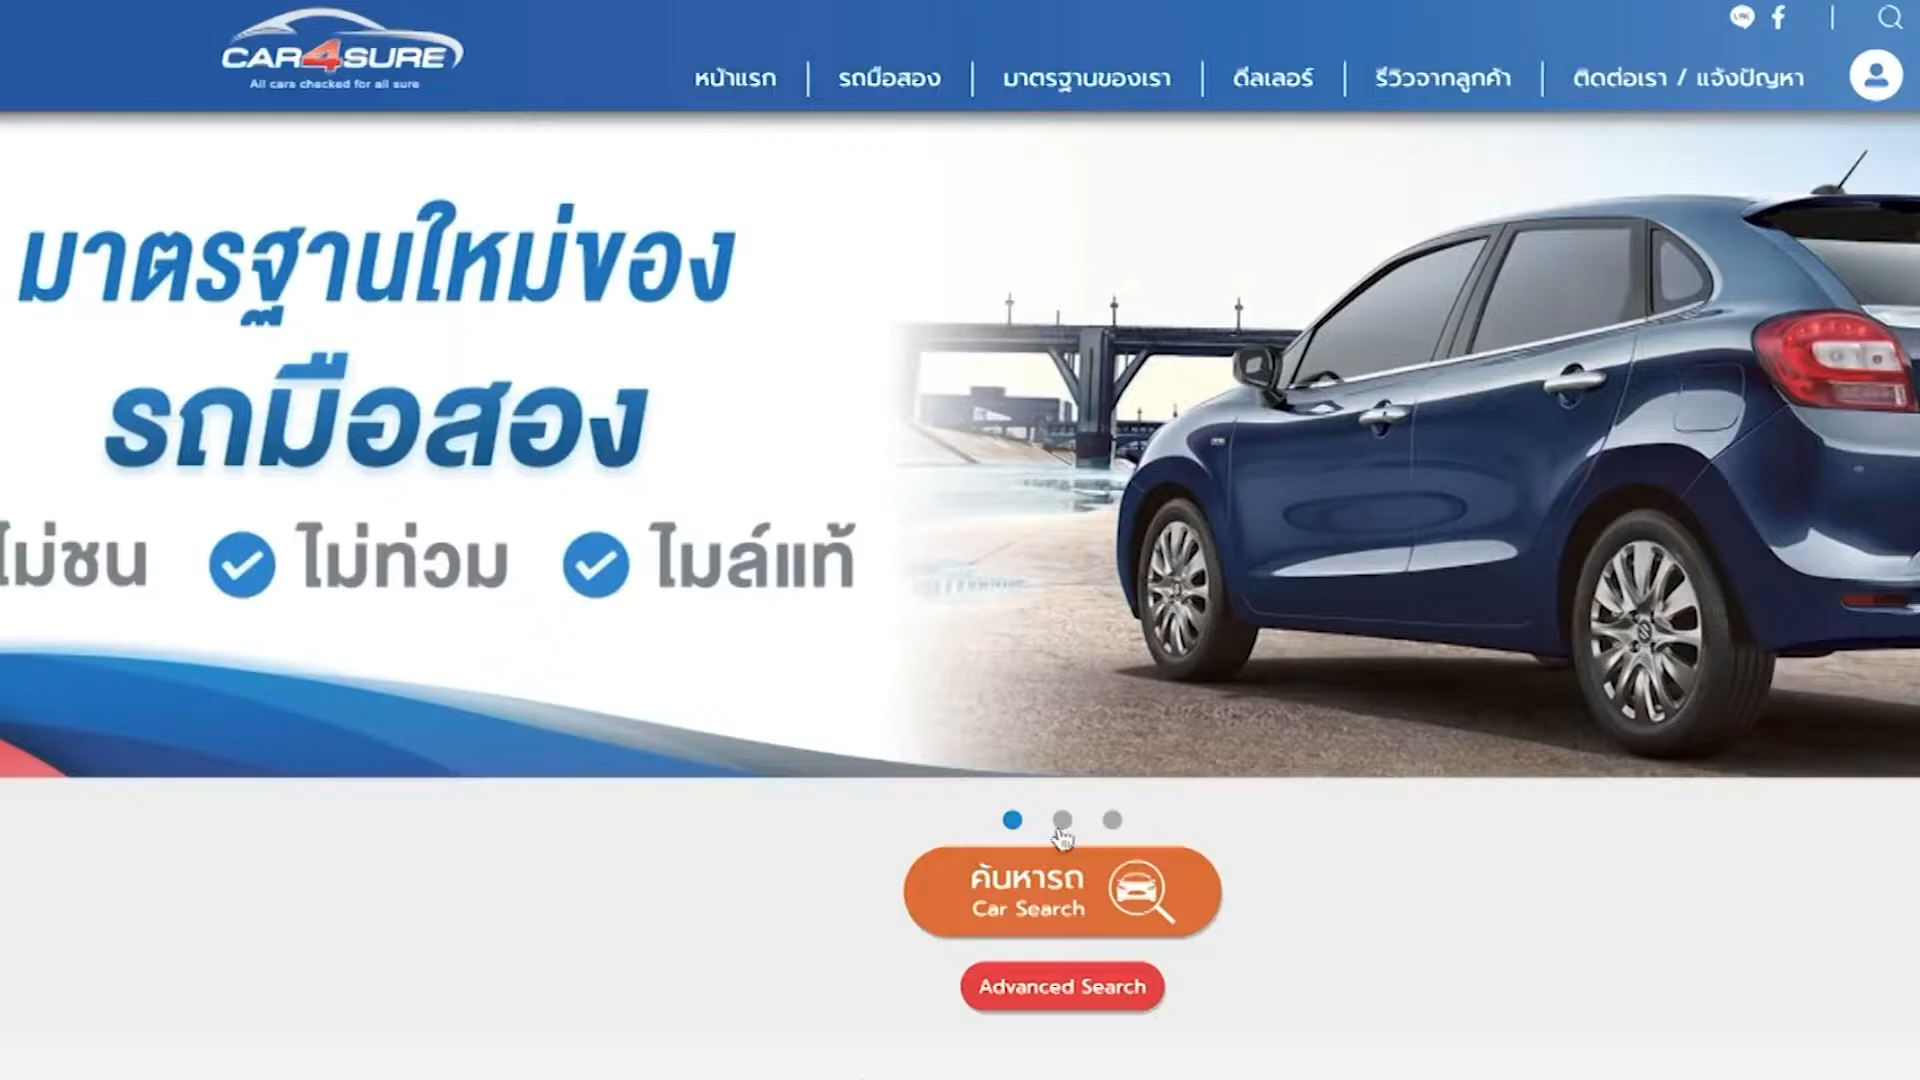 CAR4SURE
All cars checked for all sure
LINE
หน้าแรก
รถมือสอง
มาตรฐานของเรา
ดีลเลอร์
รีวิวจากลูกค้า
ติดต่อเรา / แจ้งปัญหา
มาตรฐานใหม่ของ
รถมือสอง
ไม่ชน ไม่ท่วม ไมล์แท้
ค้นหารถ
Car Search
Advanced Search